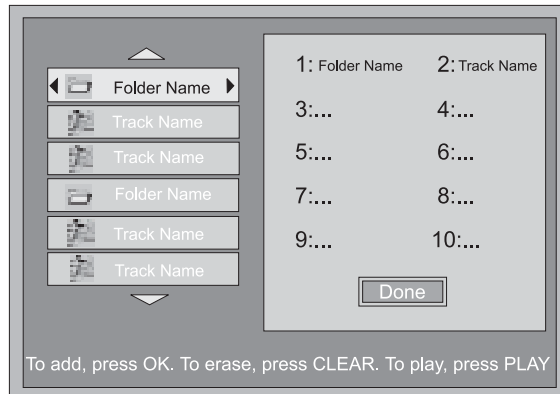 Folder Name
Track Name
Track Name
Folder Name
Track Name
Track Name
1: Folder Name 2: Track Name
3:... 4:...
5:... 6:...
7:... 8:...
9:... 10:...
Done
To add, press OK. To erase, press CLEAR. To play, press PLAY